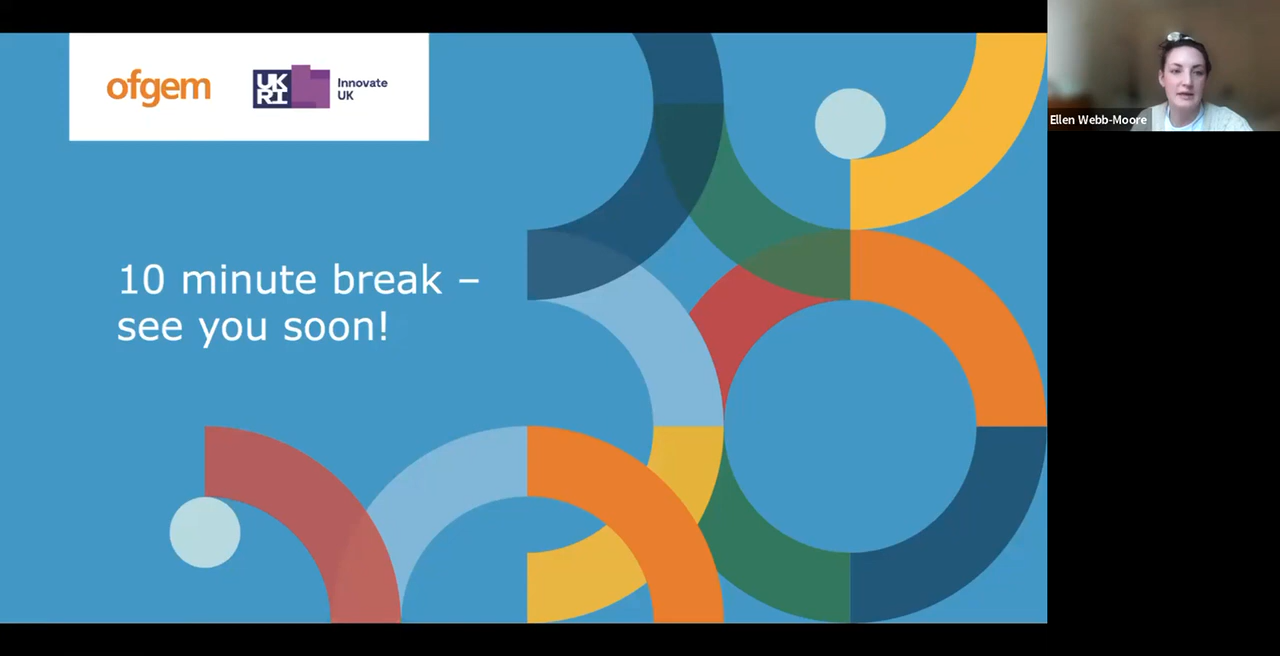 ofgem
UK
RI
Innovate
UK
Ellen Webb-Moore
10 minute break –
see you soon!